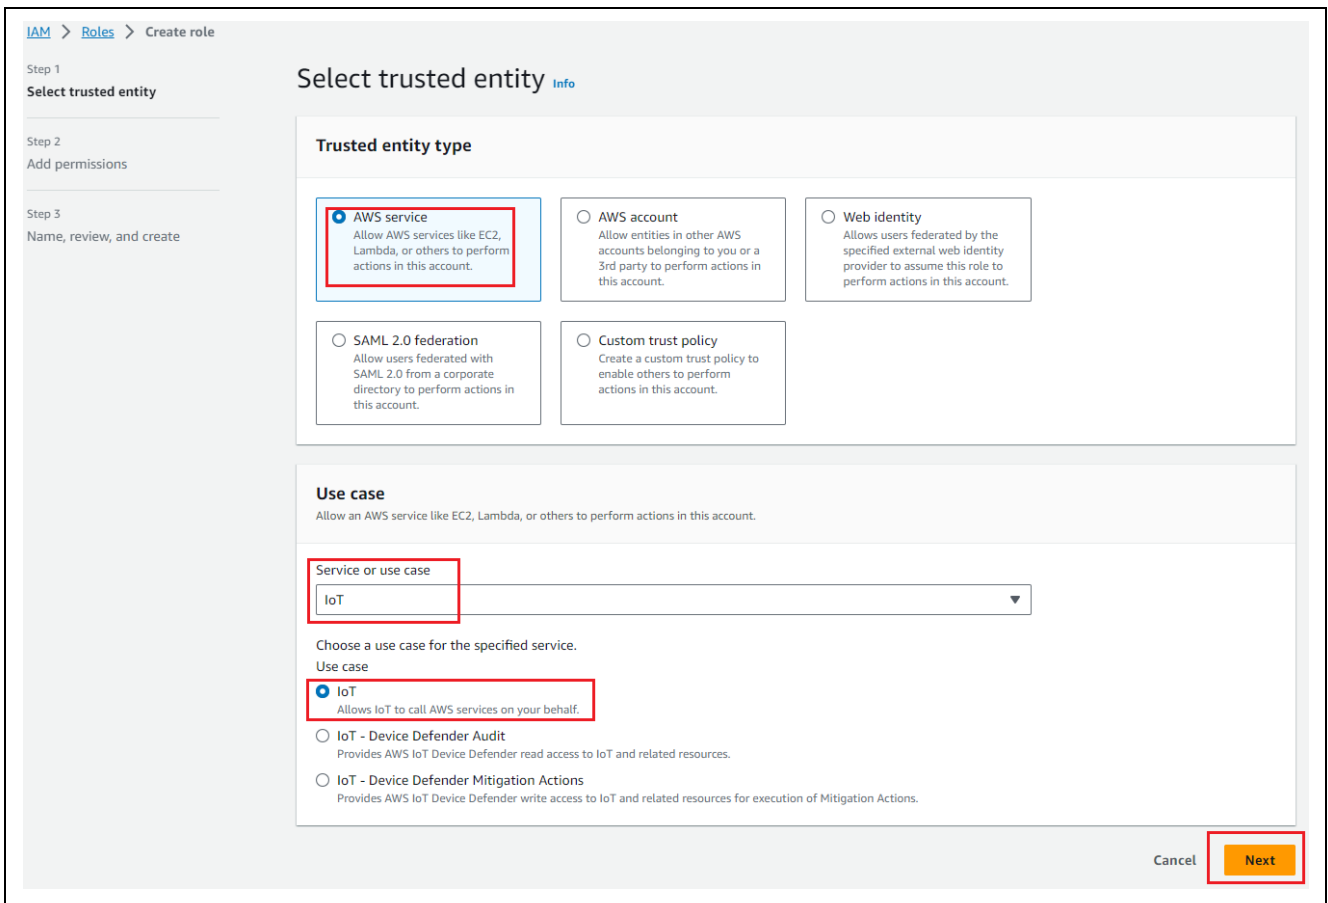 IAM > Roles > Create role
Step 1
Select trusted entity
Step 2
Add permissions
Step 3
Name, review, and create
Select trusted entity Info
Trusted entity type
AWS service
Allow AWS services like EC2,
Lambda, or others to perform
actions in this account.
AWS account
Allow entities in other AWS
accounts belonging to you or a
3rd party to perform actions in
this account.
Web identity
Allows users federated by the
specified external web identity
provider to assume this role to
perform actions in this account.
SAML 2.0 federation
Allow users federated with
SAML 2.0 from a corporate
directory to perform actions in
this account.
Custom trust policy
Create a custom trust policy to
enable others to perform
actions in this account.
Use case
Allow an AWS service like EC2, Lambda, or others to perform actions in this account.
Service or use case
IoT
Choose a use case for the specified service.
Use case
IoT
Allows IoT to call AWS services on your behalf.
IoT - Device Defender Audit
Provides AWS IoT Device Defender read access to IoT and related resources.
IoT - Device Defender Mitigation Actions
Provides AWS IoT Device Defender write access to IoT and related resources for execution of Mitigation Actions.
Cancel Next